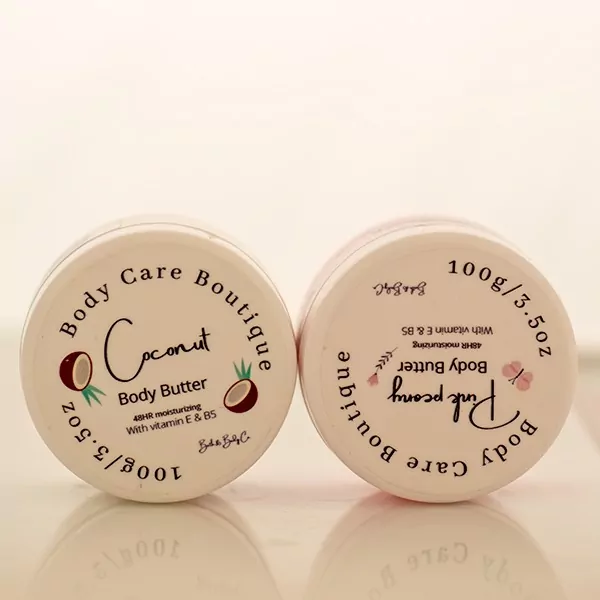 Body Care Boutique
Coconut
Body Butter
48HR moisturizing
With vitamin E & B5
100g/3.5oz
Body Care Boutique
Pink peony
Body Butter
48HR moisturizing
With vitamin E & B5
100g/3.5oz